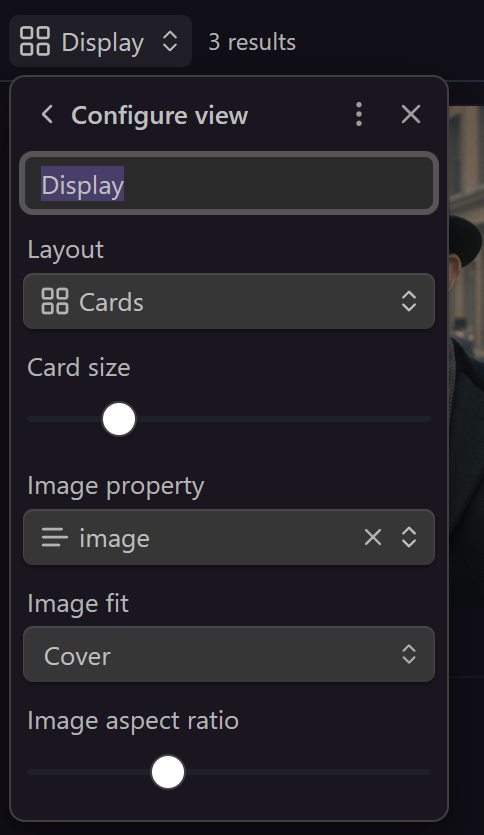 Display 3 results
Configure view
Display
Layout
Cards
Card size
Image property
image
Image fit
Cover
Image aspect ratio